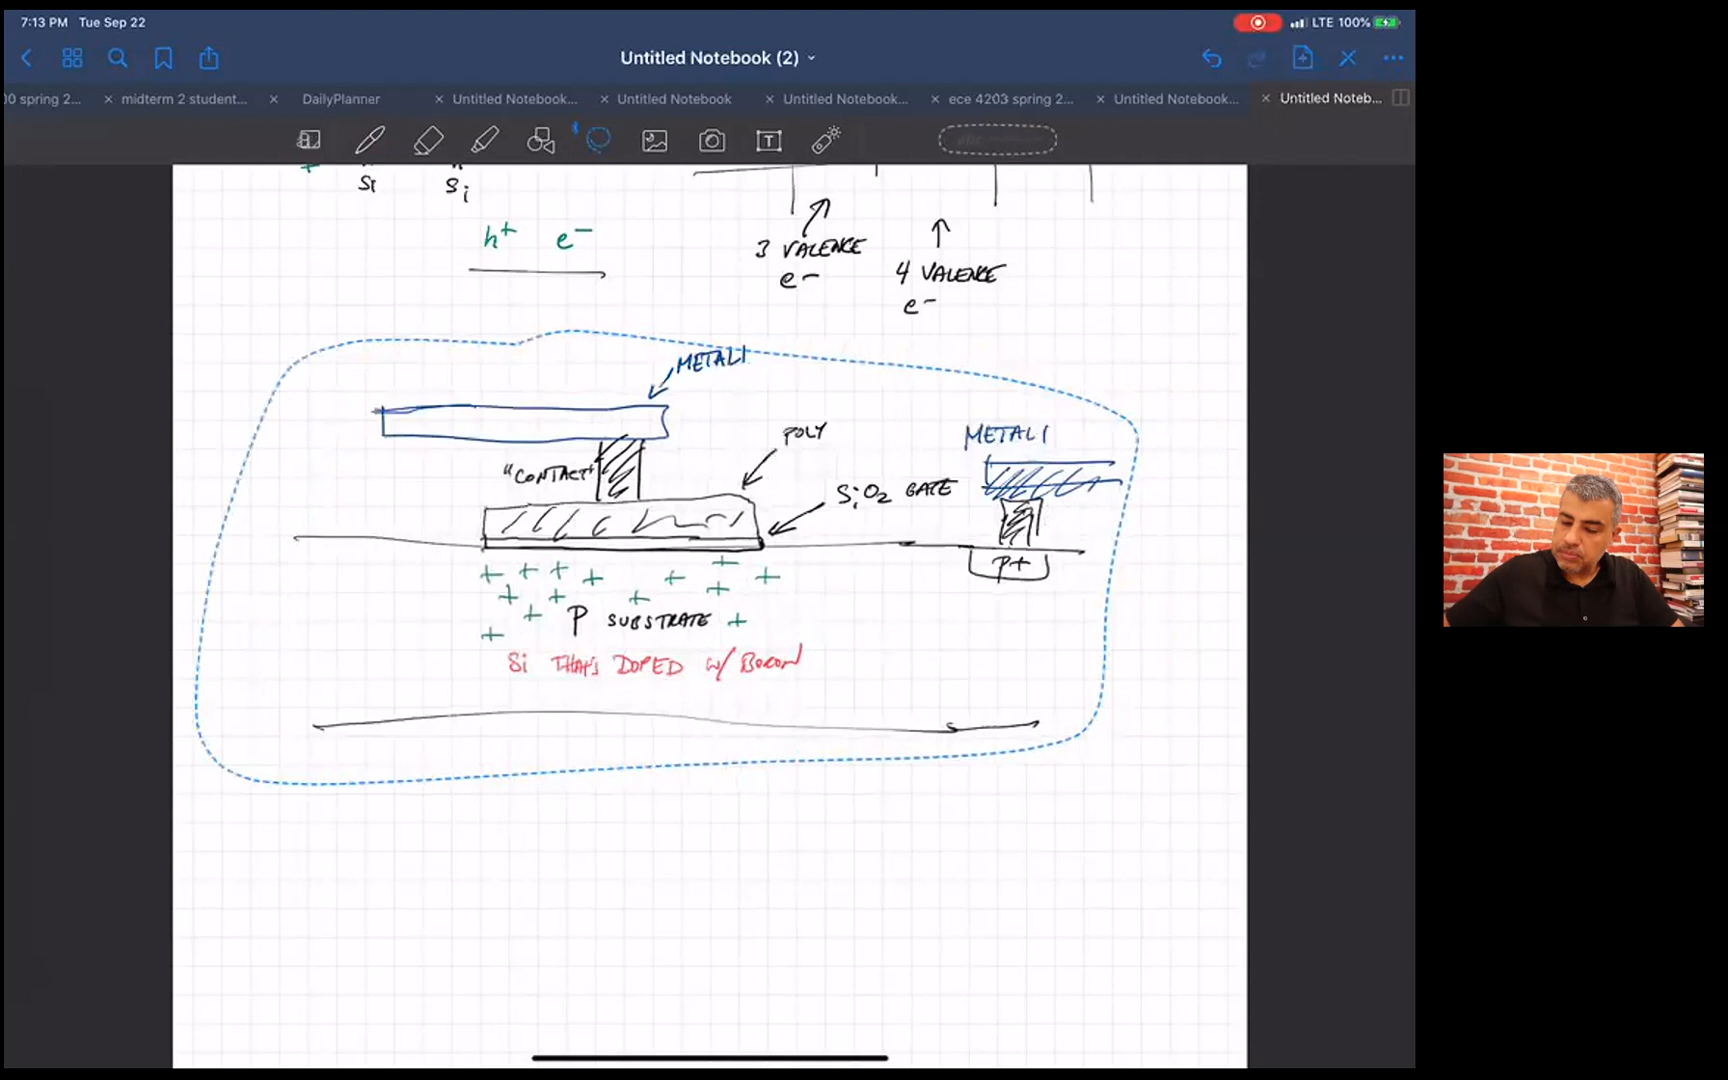 7:13 PM Tue Sep 22
LTE 100%
Untitled Notebook (2)
00 spring 2...
midterm 2 student...
DailyPlanner
Untitled Notebook...
Untitled Notebook
Untitled Notebook...
ece 4203 spring 2...
Untitled Notebook...
Untitled Noteb...
Si Si
h+ e-
3 VALENCE
e-
4 VALENCE
e-
METAL1
POLY
METAL1
"CONTACT"
SiO2 GATE
P+
P SUBSTRATE
Si THAT'S DOPED W/ BORON